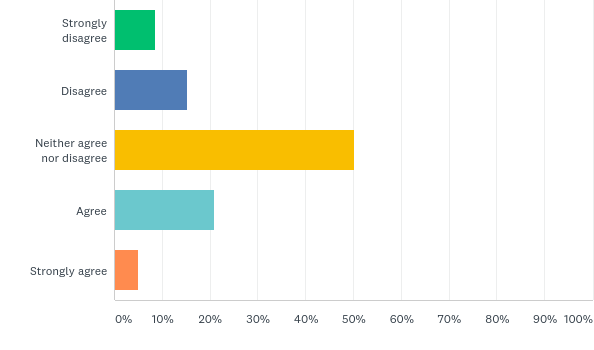 Strongly
disagree
Disagree
Neither agree
nor disagree
Agree
Strongly agree
0% 10% 20% 30% 40% 50% 60% 70% 80% 90% 100%